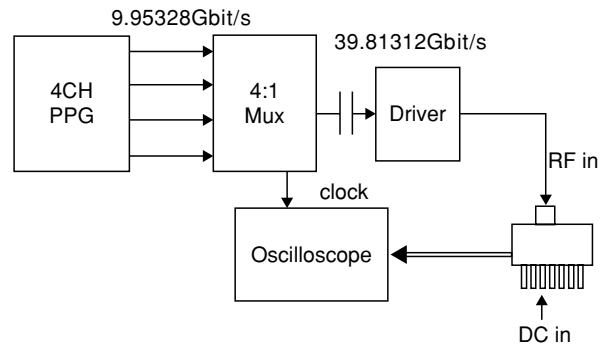 9.95328Gbit/s
39.81312Gbit/s
4CH
PPG
4:1
Mux
Driver
RF in
clock
Oscilloscope
DC in